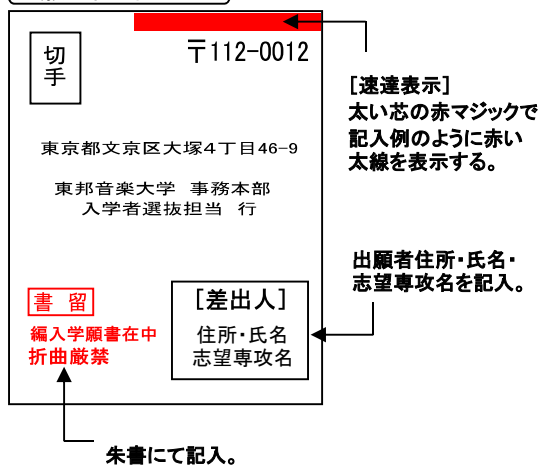 切手
〒112-0012
[速達表示]
太い芯の赤マジックで
記入例のように赤い
太線を表示する。
東京都文京区大塚4丁目46-9
東邦音楽大学 事務本部
入学者選抜担当 行
出願者住所・氏名・
志望専攻名を記入。
書留
編入学願書在中
折曲厳禁
[差出人]
住所・氏名
志望専攻名
朱書にて記入。